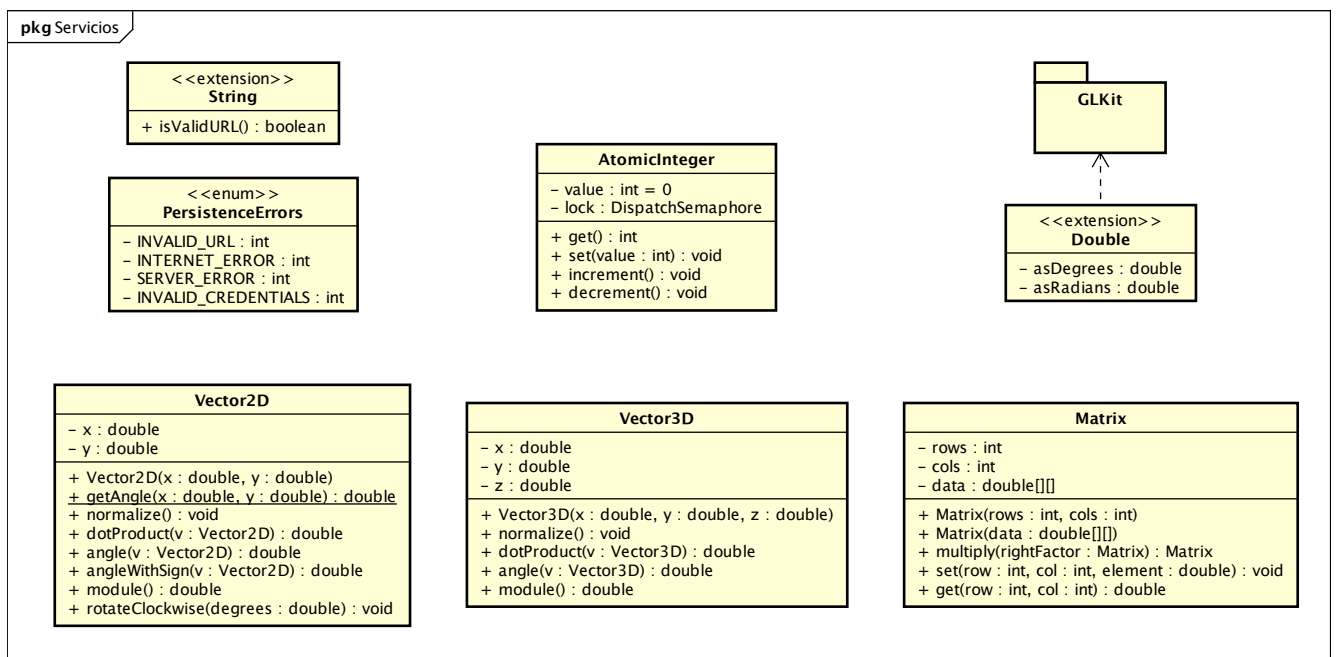 pkg Servicios
<<extension>>
String
+ isValidURL() : boolean
<<enum>>
PersistenceErrors
– INVALID_URL : int
– INTERNET_ERROR : int
– SERVER_ERROR : int
– INVALID_CREDENTIALS : int
AtomicInteger
– value : int = 0
– lock : DispatchSemaphore
+ get() : int
+ set(value : int) : void
+ increment() : void
+ decrement() : void
GLKit
<<extension>>
Double
– asDegrees : double
– asRadians : double
Vector2D
– x : double
– y : double
+ Vector2D(x : double, y : double)
+ getAngle(x : double, y : double) : double
+ normalize() : void
+ dotProduct(v : Vector2D) : double
+ angle(v : Vector2D) : double
+ angleWithSign(v : Vector2D) : double
+ module() : double
+ rotateClockwise(degrees : double) : void
Vector3D
– x : double
– y : double
– z : double
+ Vector3D(x : double, y : double, z : double)
+ normalize() : void
+ dotProduct(v : Vector3D) : double
+ angle(v : Vector3D) : double
+ module() : double
Matrix
– rows : int
– cols : int
– data : double[][]
+ Matrix(rows : int, cols : int)
+ Matrix(data : double[][])
+ multiply(rightFactor : Matrix) : Matrix
+ set(row : int, col : int, element : double) : void
+ get(row : int, col : int) : double